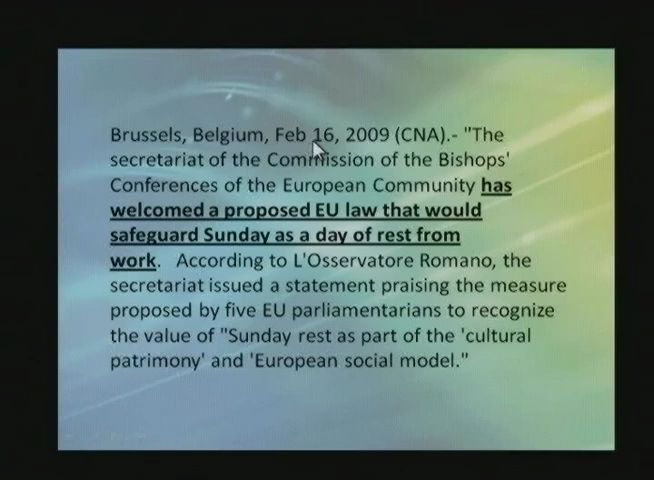 Brussels, Belgium, Feb 16, 2009 (CNA).- "The
secretariat of the Commission of the Bishops'
Conferences of the European Community has
welcomed a proposed EU law that would
safeguard Sunday as a day of rest from
work.  According to L'Osservatore Romano, the
secretariat issued a statement praising the measure
proposed by five EU parliamentarians to recognize
the value of "Sunday rest as part of the 'cultural
patrimony' and 'European social model."